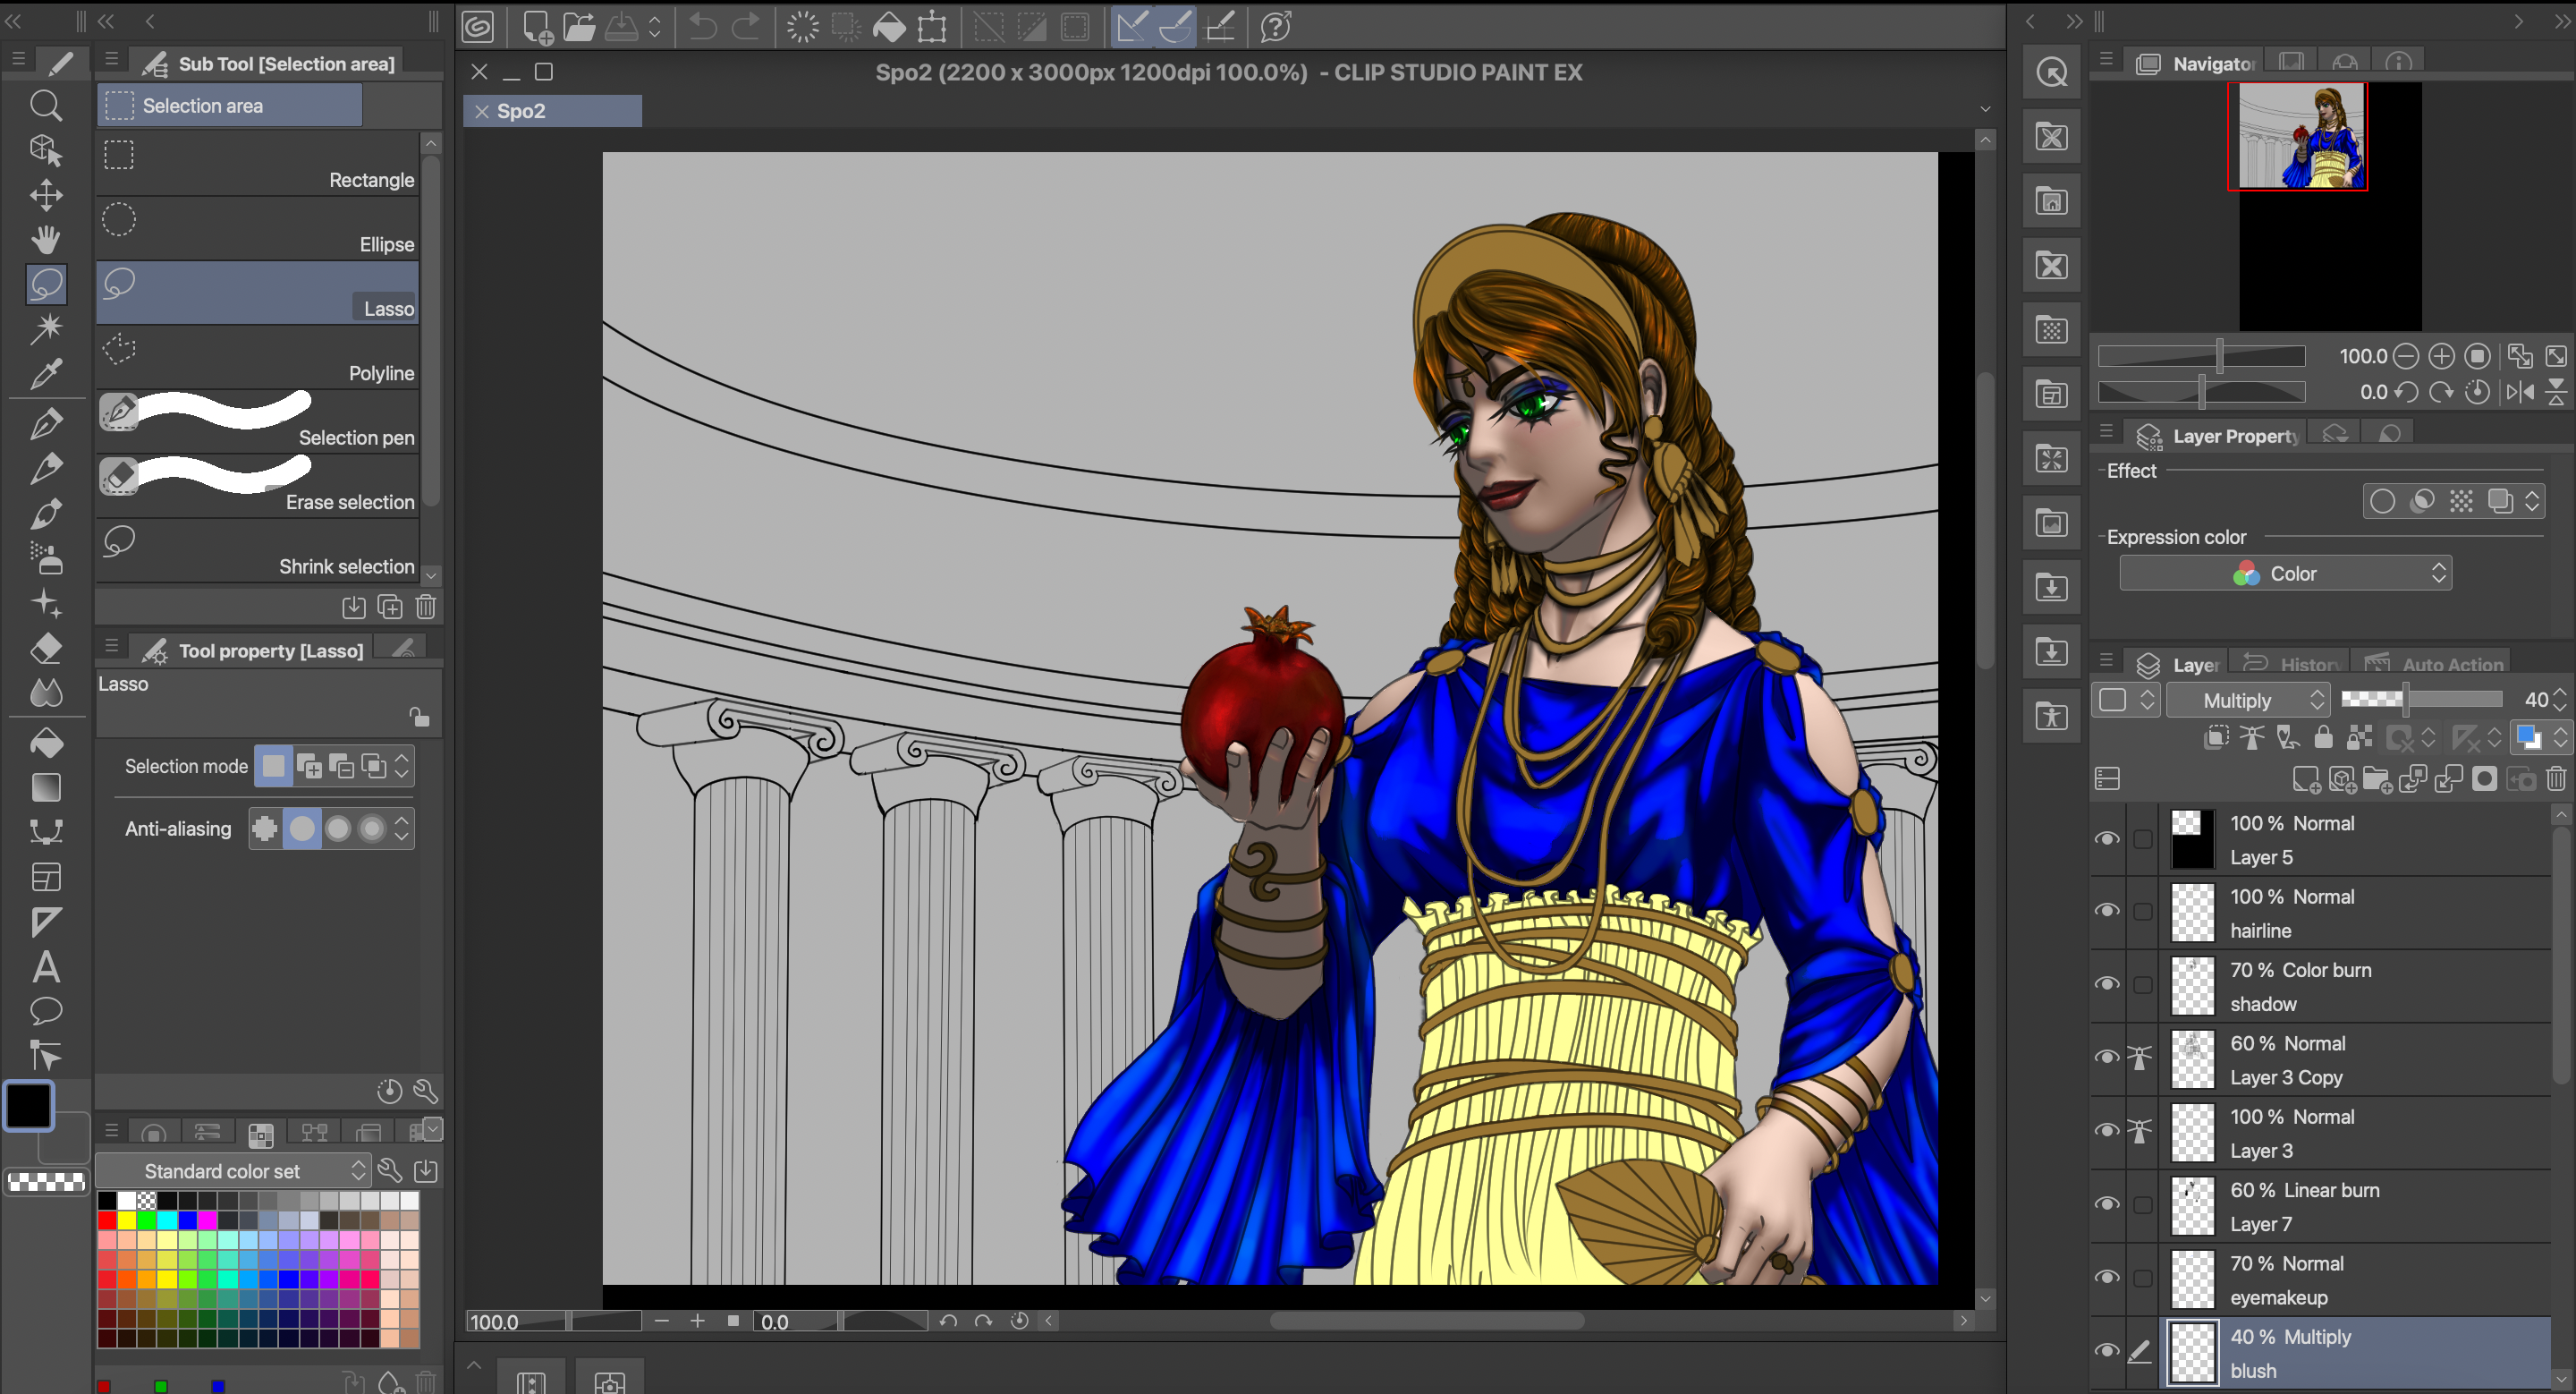 Spo2 (2200 x 3000px 1200dpi 100.0%)  - CLIP STUDIO PAINT EX
Spo2
Sub Tool [Selection area]
Selection area
Rectangle
Ellipse
Lasso
Polyline
Selection pen
Erase selection
Shrink selection
Tool property [Lasso]
Lasso
Selection mode
Anti-aliasing
Standard color set
100.0
0.0
Navigator
100.0
0.0
Layer Property
Effect
Expression color
Color
Layer
History
Auto Action
Multiply
40
100 % Normal
Layer 5
100 % Normal
hairline
70 % Color burn
shadow
60 % Normal
Layer 3 Copy
100 % Normal
Layer 3
60 % Linear burn
Layer 7
70 % Normal
eyemakeup
40 % Multiply
blush